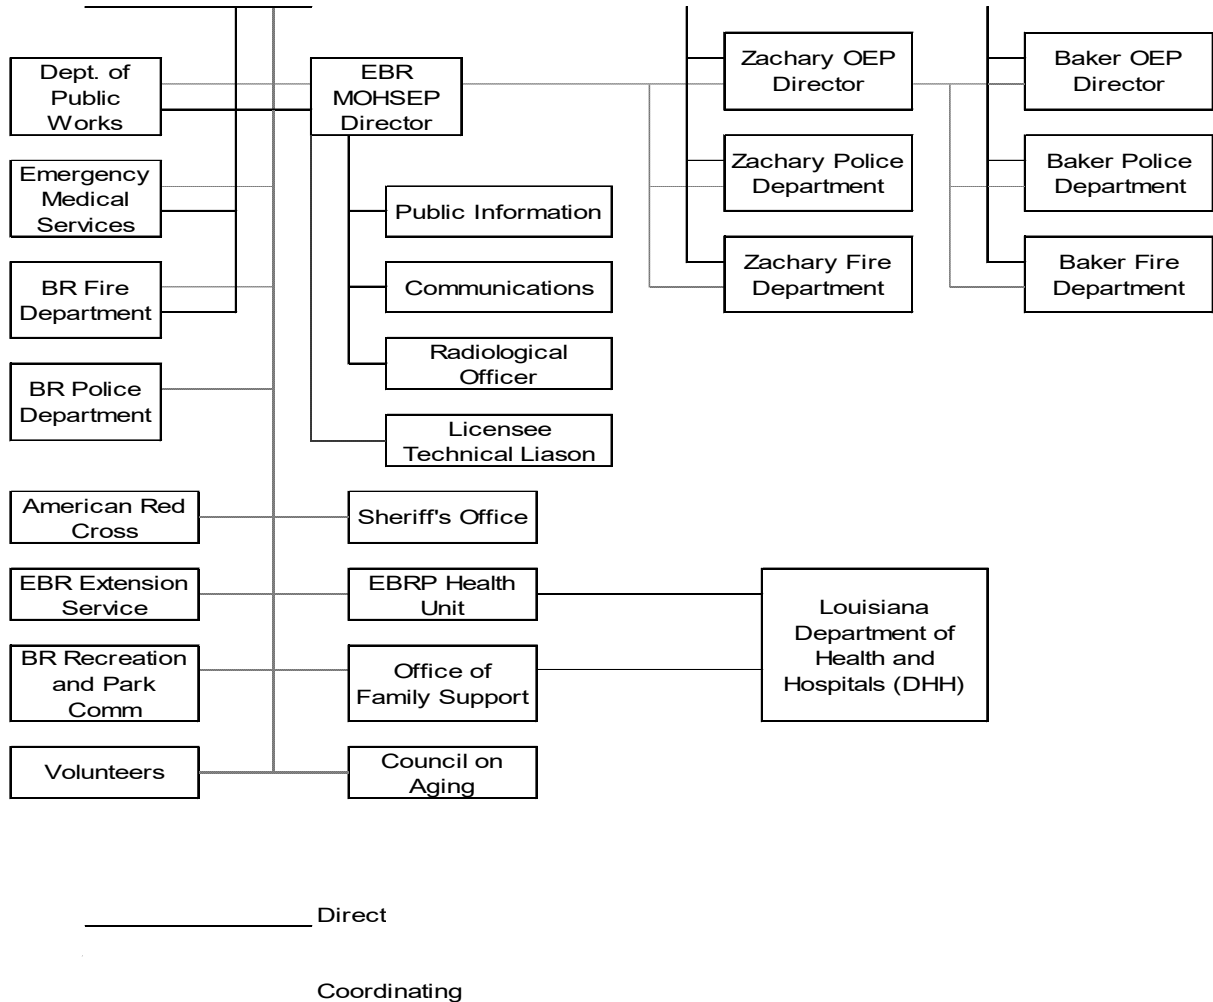 Dept. of
Public
Works
EBR
MOHSEP
Director
Zachary OEP
Director
Baker OEP
Director
Emergency
Medical
Services
Public Information
Zachary Police
Department
Baker Police
Department
BR Fire
Department
Communications
Zachary Fire
Department
Baker Fire
Department
BR Police
Department
Radiological
Officer
Licensee
Technical Liason
American Red
Cross
Sheriff's Office
EBR Extension
Service
EBRP Health
Unit
Louisiana
Department of
Health and
Hospitals (DHH)
BR Recreation
and Park
Comm
Office of
Family Support
Volunteers
Council on
Aging
Direct
Coordinating